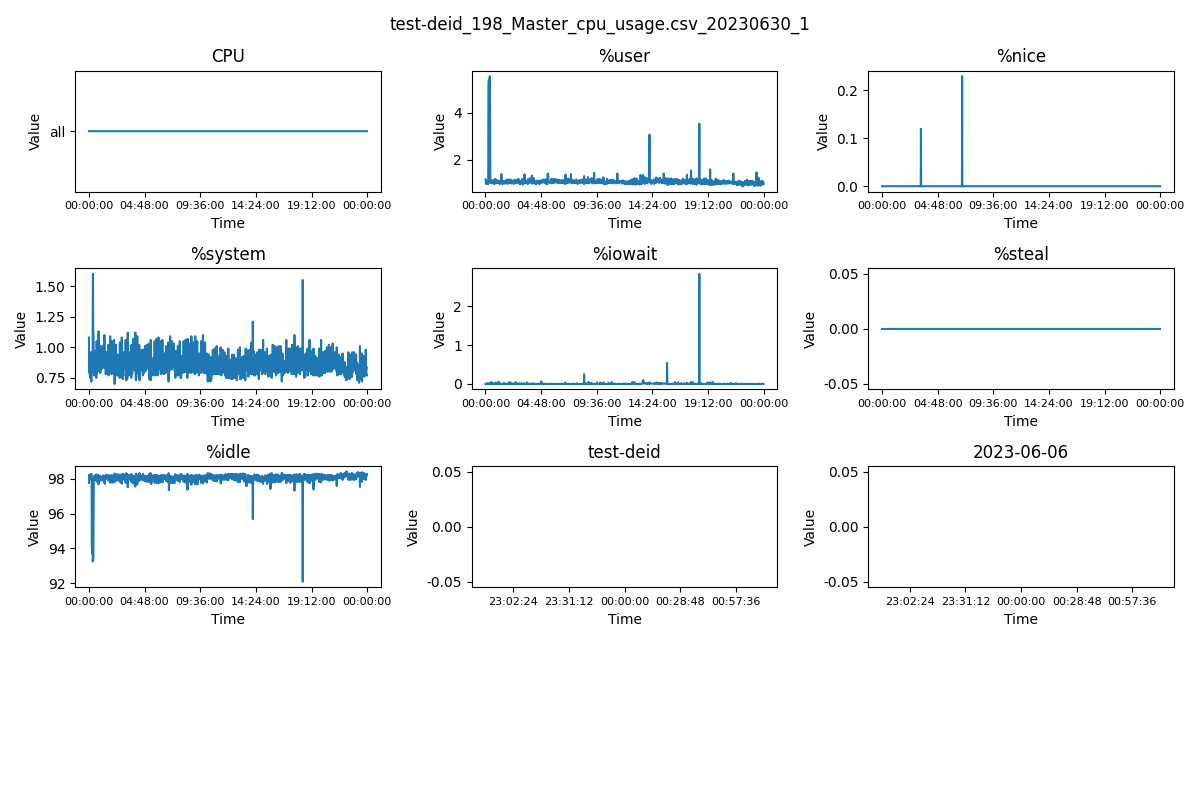 test-deid_198_Master_cpu_usage.csv_20230630_1
CPU
%user
%nice
Value
all
00:00:00 04:48:00 09:36:00 14:24:00 19:12:00 00:00:00
Time
Value
4
2
00:00:00 04:48:00 09:36:00 14:24:00 19:12:00 00:00:00
Time
Value
0.2
0.1
0.0
00:00:00 04:48:00 09:36:00 14:24:00 19:12:00 00:00:00
Time
%system
%iowait
%steal
Value
1.50
1.25
1.00
0.75
00:00:00 04:48:00 09:36:00 14:24:00 19:12:00 00:00:00
Time
Value
2
1
0
00:00:00 04:48:00 09:36:00 14:24:00 19:12:00 00:00:00
Time
Value
0.05
0.00
-0.05
00:00:00 04:48:00 09:36:00 14:24:00 19:12:00 00:00:00
Time
%idle
test-deid
2023-06-06
Value
98
96
94
92
00:00:00 04:48:00 09:36:00 14:24:00 19:12:00 00:00:00
Time
Value
0.05
0.00
-0.05
23:02:24 23:31:12 00:00:00 00:28:48 00:57:36
Time
Value
0.05
0.00
-0.05
23:02:24 23:31:12 00:00:00 00:28:48 00:57:36
Time